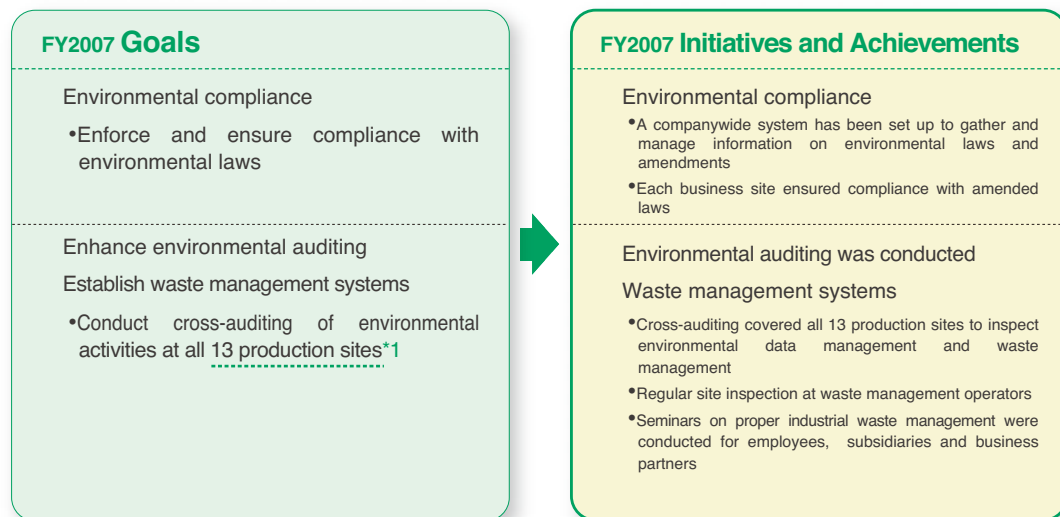 FY2007 Goals
Environmental compliance
•Enforce and ensure compliance with
environmental laws
Enhance environmental auditing
Establish waste management systems
•Conduct cross-auditing of environmental
activities at all 13 production sites*1
FY2007 Initiatives and Achievements
Environmental compliance
•A companywide system has been set up to gather and
manage information on environmental laws and
amendments
•Each business site ensured compliance with amended
laws
Environmental auditing was conducted
Waste management systems
•Cross-auditing covered all 13 production sites to inspect
environmental data management and waste
management
•Regular site inspection at waste management operators
•Seminars on proper industrial waste management were
conducted for employees, subsidiaries and business
partners